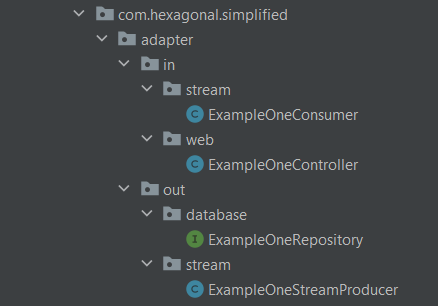 com.hexagonal.simplified
adapter
in
stream
C ExampleOneConsumer
web
C ExampleOneController
out
database
I ExampleOneRepository
stream
C ExampleOneStreamProducer